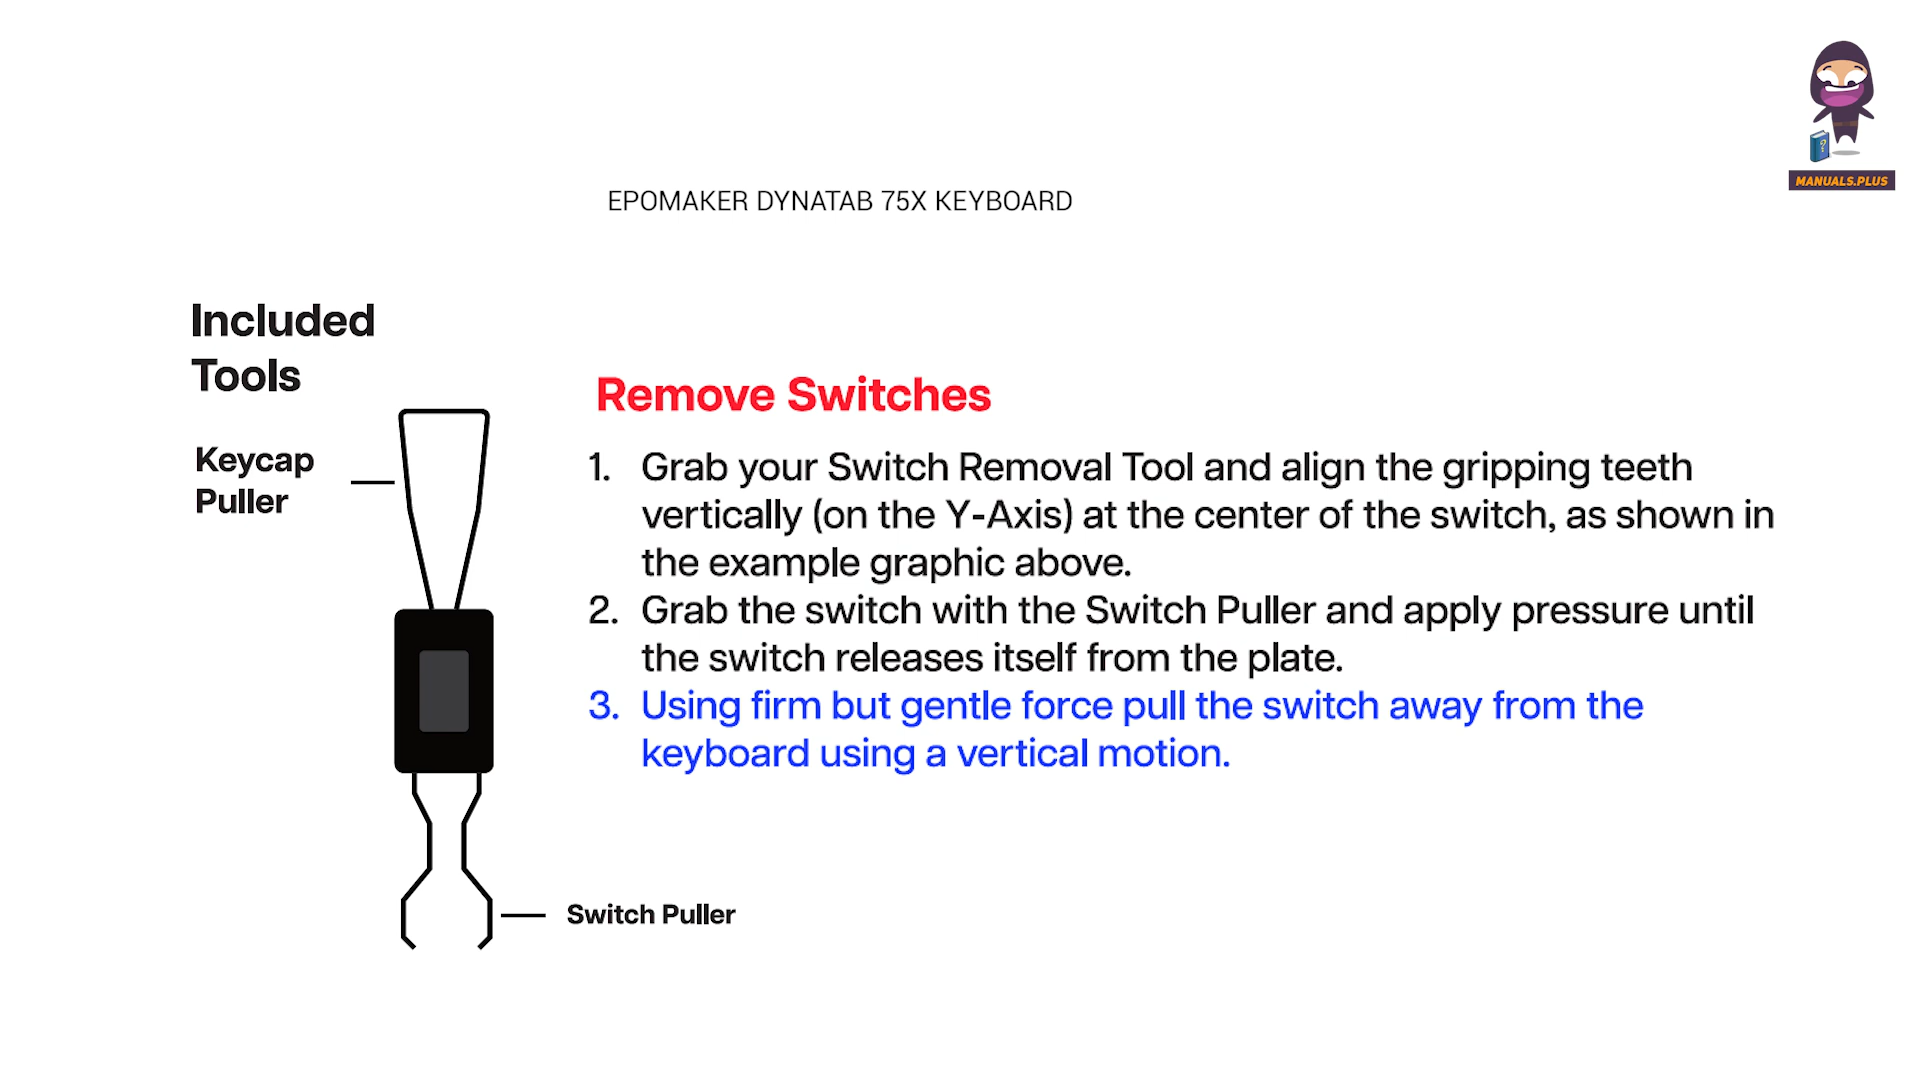 MANUALS.PLUS
EPOMAKER DYNATAB 75X KEYBOARD
Included
Tools
Keycap
Puller
Remove Switches
1. Grab your Switch Removal Tool and align the gripping teeth
vertically (on the Y-Axis) at the center of the switch, as shown in
the example graphic above.
2. Grab the switch with the Switch Puller and apply pressure until
the switch releases itself from the plate.
3. Using firm but gentle force pull the switch away from the
keyboard using a vertical motion.
Switch Puller